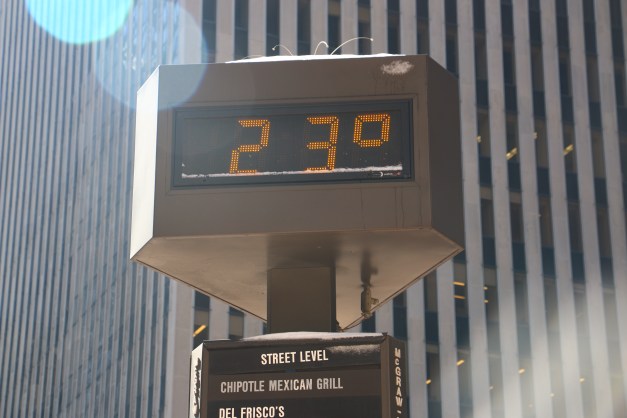 23°
STREET LEVEL
CHIPOTLE MEXICAN GRILL
DEL FRISCO'S
McGRAW-